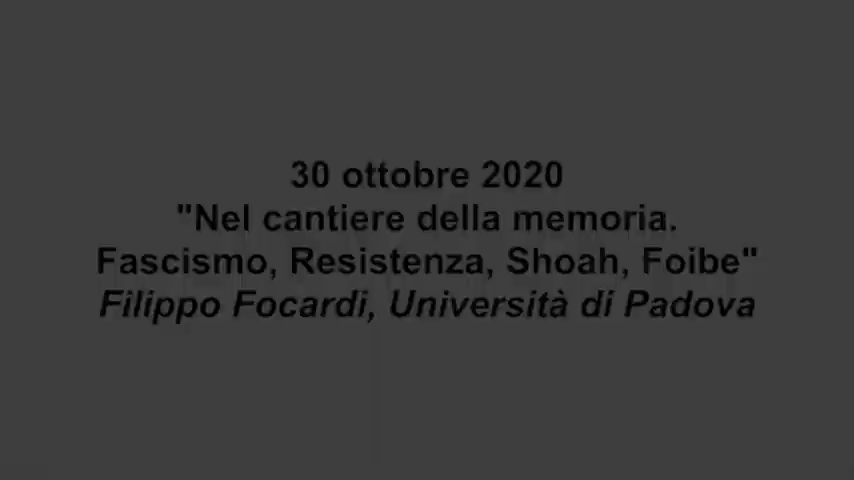 30 ottobre 2020
"Nel cantiere della memoria.
Fascismo, Resistenza, Shoah, Foibe"
Filippo Focardi, Università di Padova